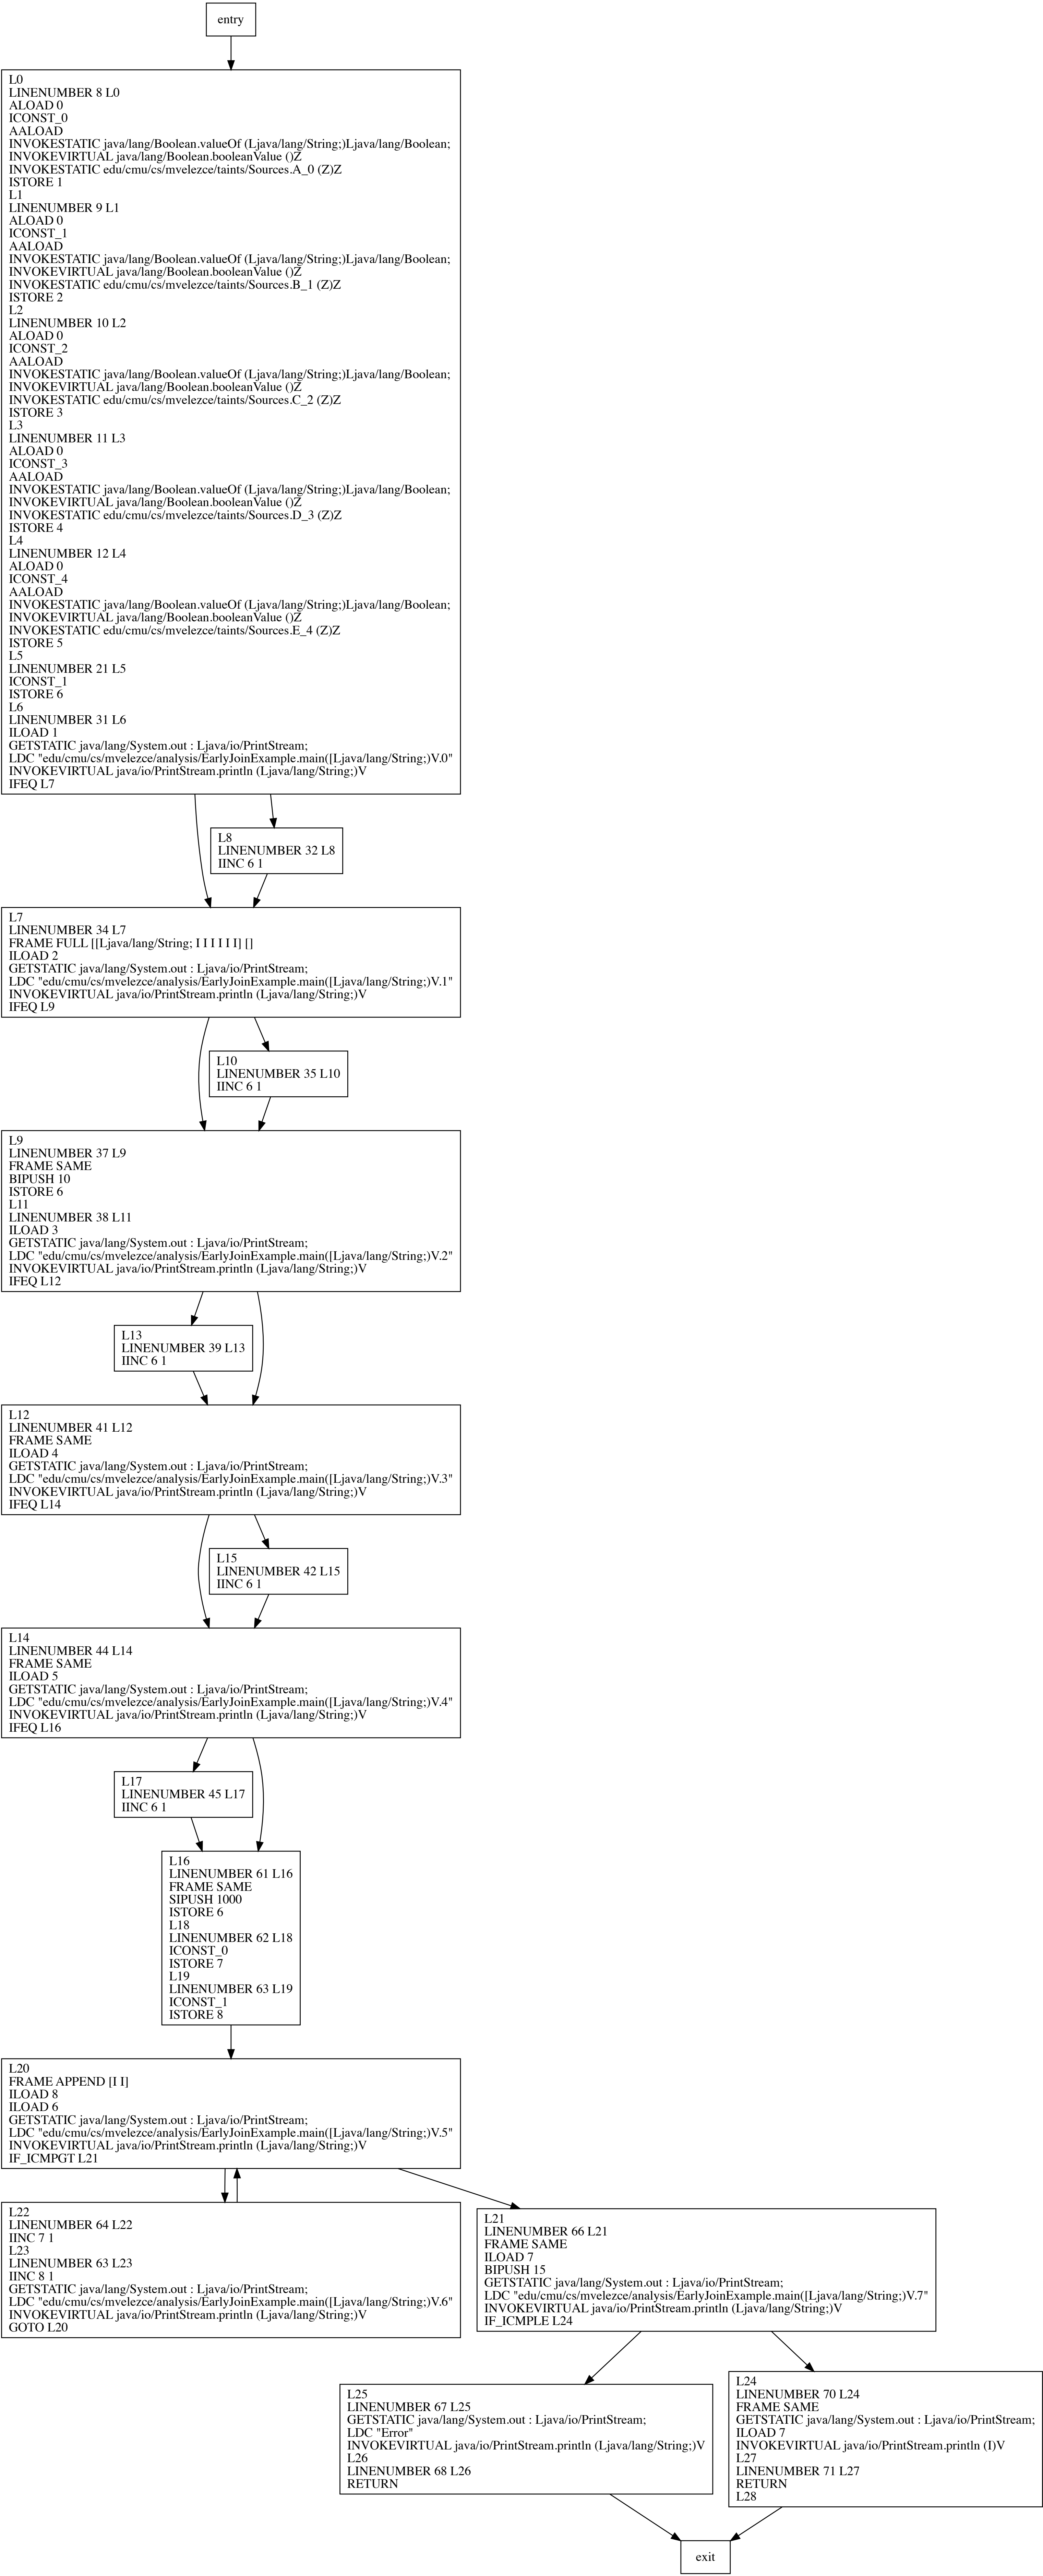 entry
L0
LINENUMBER 8 L0
ALOAD 0
ICONST_0
AALOAD
INVOKESTATIC java/lang/Boolean.valueOf (Ljava/lang/String;)Ljava/lang/Boolean;
INVOKEVIRTUAL java/lang/Boolean.booleanValue ()Z
INVOKESTATIC edu/cmu/cs/mvelezce/taints/Sources.A_0 (Z)Z
ISTORE 1
L1
LINENUMBER 9 L1
ALOAD 0
ICONST_1
AALOAD
INVOKESTATIC java/lang/Boolean.valueOf (Ljava/lang/String;)Ljava/lang/Boolean;
INVOKEVIRTUAL java/lang/Boolean.booleanValue ()Z
INVOKESTATIC edu/cmu/cs/mvelezce/taints/Sources.B_1 (Z)Z
ISTORE 2
L2
LINENUMBER 10 L2
ALOAD 0
ICONST_2
AALOAD
INVOKESTATIC java/lang/Boolean.valueOf (Ljava/lang/String;)Ljava/lang/Boolean;
INVOKEVIRTUAL java/lang/Boolean.booleanValue ()Z
INVOKESTATIC edu/cmu/cs/mvelezce/taints/Sources.C_2 (Z)Z
ISTORE 3
L3
LINENUMBER 11 L3
ALOAD 0
ICONST_3
AALOAD
INVOKESTATIC java/lang/Boolean.valueOf (Ljava/lang/String;)Ljava/lang/Boolean;
INVOKEVIRTUAL java/lang/Boolean.booleanValue ()Z
INVOKESTATIC edu/cmu/cs/mvelezce/taints/Sources.D_3 (Z)Z
ISTORE 4
L4
LINENUMBER 12 L4
ALOAD 0
ICONST_4
AALOAD
INVOKESTATIC java/lang/Boolean.valueOf (Ljava/lang/String;)Ljava/lang/Boolean;
INVOKEVIRTUAL java/lang/Boolean.booleanValue ()Z
INVOKESTATIC edu/cmu/cs/mvelezce/taints/Sources.E_4 (Z)Z
ISTORE 5
L5
LINENUMBER 21 L5
ICONST_1
ISTORE 6
L6
LINENUMBER 31 L6
ILOAD 1
GETSTATIC java/lang/System.out : Ljava/io/PrintStream;
LDC "edu/cmu/cs/mvelezce/analysis/EarlyJoinExample.main([Ljava/lang/String;)V.0"
INVOKEVIRTUAL java/io/PrintStream.println (Ljava/lang/String;)V
IFEQ L7
L8
LINENUMBER 32 L8
IINC 6 1
L7
LINENUMBER 34 L7
FRAME FULL [[Ljava/lang/String; I I I I I I] []
ILOAD 2
GETSTATIC java/lang/System.out : Ljava/io/PrintStream;
LDC "edu/cmu/cs/mvelezce/analysis/EarlyJoinExample.main([Ljava/lang/String;)V.1"
INVOKEVIRTUAL java/io/PrintStream.println (Ljava/lang/String;)V
IFEQ L9
L10
LINENUMBER 35 L10
IINC 6 1
L9
LINENUMBER 37 L9
FRAME SAME
BIPUSH 10
ISTORE 6
L11
LINENUMBER 38 L11
ILOAD 3
GETSTATIC java/lang/System.out : Ljava/io/PrintStream;
LDC "edu/cmu/cs/mvelezce/analysis/EarlyJoinExample.main([Ljava/lang/String;)V.2"
INVOKEVIRTUAL java/io/PrintStream.println (Ljava/lang/String;)V
IFEQ L12
L13
LINENUMBER 39 L13
IINC 6 1
L12
LINENUMBER 41 L12
FRAME SAME
ILOAD 4
GETSTATIC java/lang/System.out : Ljava/io/PrintStream;
LDC "edu/cmu/cs/mvelezce/analysis/EarlyJoinExample.main([Ljava/lang/String;)V.3"
INVOKEVIRTUAL java/io/PrintStream.println (Ljava/lang/String;)V
IFEQ L14
L15
LINENUMBER 42 L15
IINC 6 1
L14
LINENUMBER 44 L14
FRAME SAME
ILOAD 5
GETSTATIC java/lang/System.out : Ljava/io/PrintStream;
LDC "edu/cmu/cs/mvelezce/analysis/EarlyJoinExample.main([Ljava/lang/String;)V.4"
INVOKEVIRTUAL java/io/PrintStream.println (Ljava/lang/String;)V
IFEQ L16
L17
LINENUMBER 45 L17
IINC 6 1
L16
LINENUMBER 61 L16
FRAME SAME
SIPUSH 1000
ISTORE 6
L18
LINENUMBER 62 L18
ICONST_0
ISTORE 7
L19
LINENUMBER 63 L19
ICONST_1
ISTORE 8
L20
FRAME APPEND [I I]
ILOAD 8
ILOAD 6
GETSTATIC java/lang/System.out : Ljava/io/PrintStream;
LDC "edu/cmu/cs/mvelezce/analysis/EarlyJoinExample.main([Ljava/lang/String;)V.5"
INVOKEVIRTUAL java/io/PrintStream.println (Ljava/lang/String;)V
IF_ICMPGT L21
L22
LINENUMBER 64 L22
IINC 7 1
L23
LINENUMBER 63 L23
IINC 8 1
GETSTATIC java/lang/System.out : Ljava/io/PrintStream;
LDC "edu/cmu/cs/mvelezce/analysis/EarlyJoinExample.main([Ljava/lang/String;)V.6"
INVOKEVIRTUAL java/io/PrintStream.println (Ljava/lang/String;)V
GOTO L20
L21
LINENUMBER 66 L21
FRAME SAME
ILOAD 7
BIPUSH 15
GETSTATIC java/lang/System.out : Ljava/io/PrintStream;
LDC "edu/cmu/cs/mvelezce/analysis/EarlyJoinExample.main([Ljava/lang/String;)V.7"
INVOKEVIRTUAL java/io/PrintStream.println (Ljava/lang/String;)V
IF_ICMPLE L24
L25
LINENUMBER 67 L25
GETSTATIC java/lang/System.out : Ljava/io/PrintStream;
LDC "Error"
INVOKEVIRTUAL java/io/PrintStream.println (Ljava/lang/String;)V
L26
LINENUMBER 68 L26
RETURN
L24
LINENUMBER 70 L24
FRAME SAME
GETSTATIC java/lang/System.out : Ljava/io/PrintStream;
ILOAD 7
INVOKEVIRTUAL java/io/PrintStream.println (I)V
L27
LINENUMBER 71 L27
RETURN
L28
exit